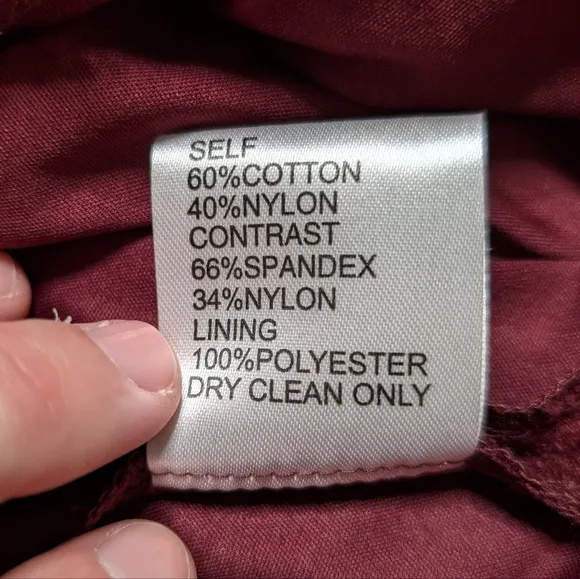 SELF
60%COTTON
40%NYLON
CONTRAST
66%SPANDEX
34%NYLON
LINING
100%POLYESTER
DRY CLEAN ONLY